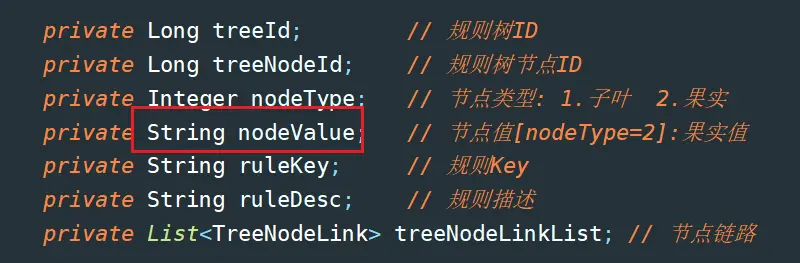 private Long treeId; // 规则树ID
private Long treeNodeId; // 规则树节点ID
private Integer nodeType; // 节点类型: 1.子叶 2.果实
private String nodeValue; // 节点值[nodeType=2]:果实值
private String ruleKey; // 规则Key
private String ruleDesc; // 规则描述
private List<TreeNodeLink> treeNodeLinkList; // 节点链路